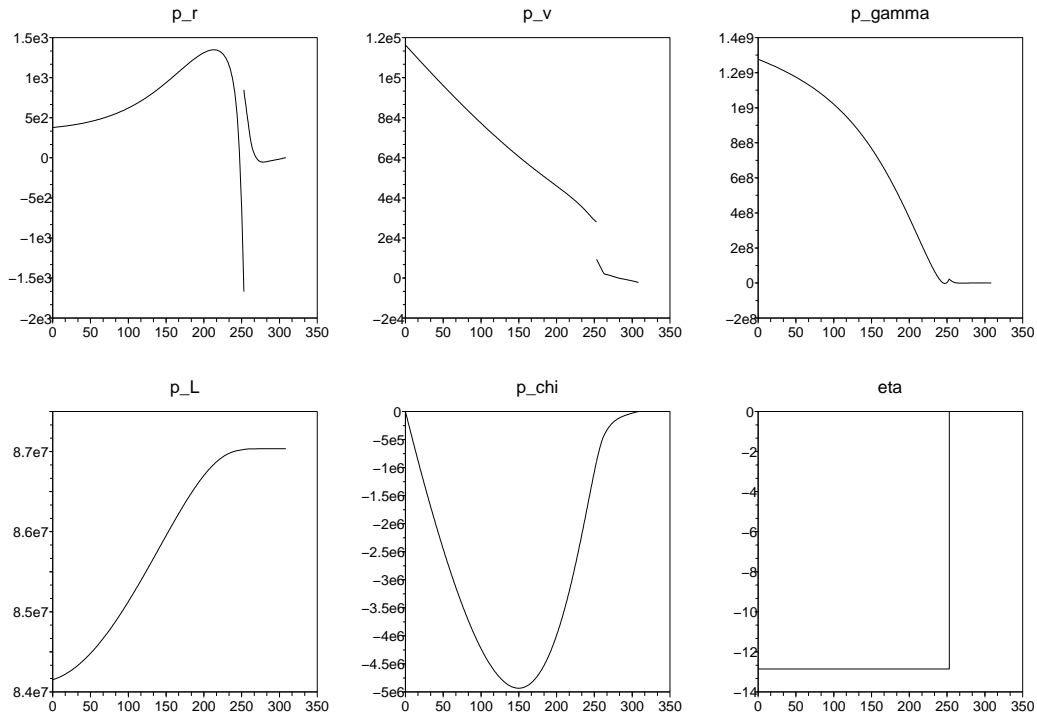 p_r
1.5e3
1e3
5e2
0
−5e2
−1e3
−1.5e3
−2e3
0 50 100 150 200 250 300 350
p_v
1.2e5
1e5
8e4
6e4
4e4
2e4
0
−2e4
0 50 100 150 200 250 300 350
p_gamma
1.4e9
1.2e9
1e9
8e8
6e8
4e8
2e8
0
−2e8
0 50 100 150 200 250 300 350
p_L
8.7e7
8.6e7
8.5e7
8.4e7
0 50 100 150 200 250 300 350
p_chi
0
−5e5
−1e6
−1.5e6
−2e6
−2.5e6
−3e6
−3.5e6
−4e6
−4.5e6
−5e6
0 50 100 150 200 250 300 350
eta
0
−2
−4
−6
−8
−10
−12
−14
0 50 100 150 200 250 300 350